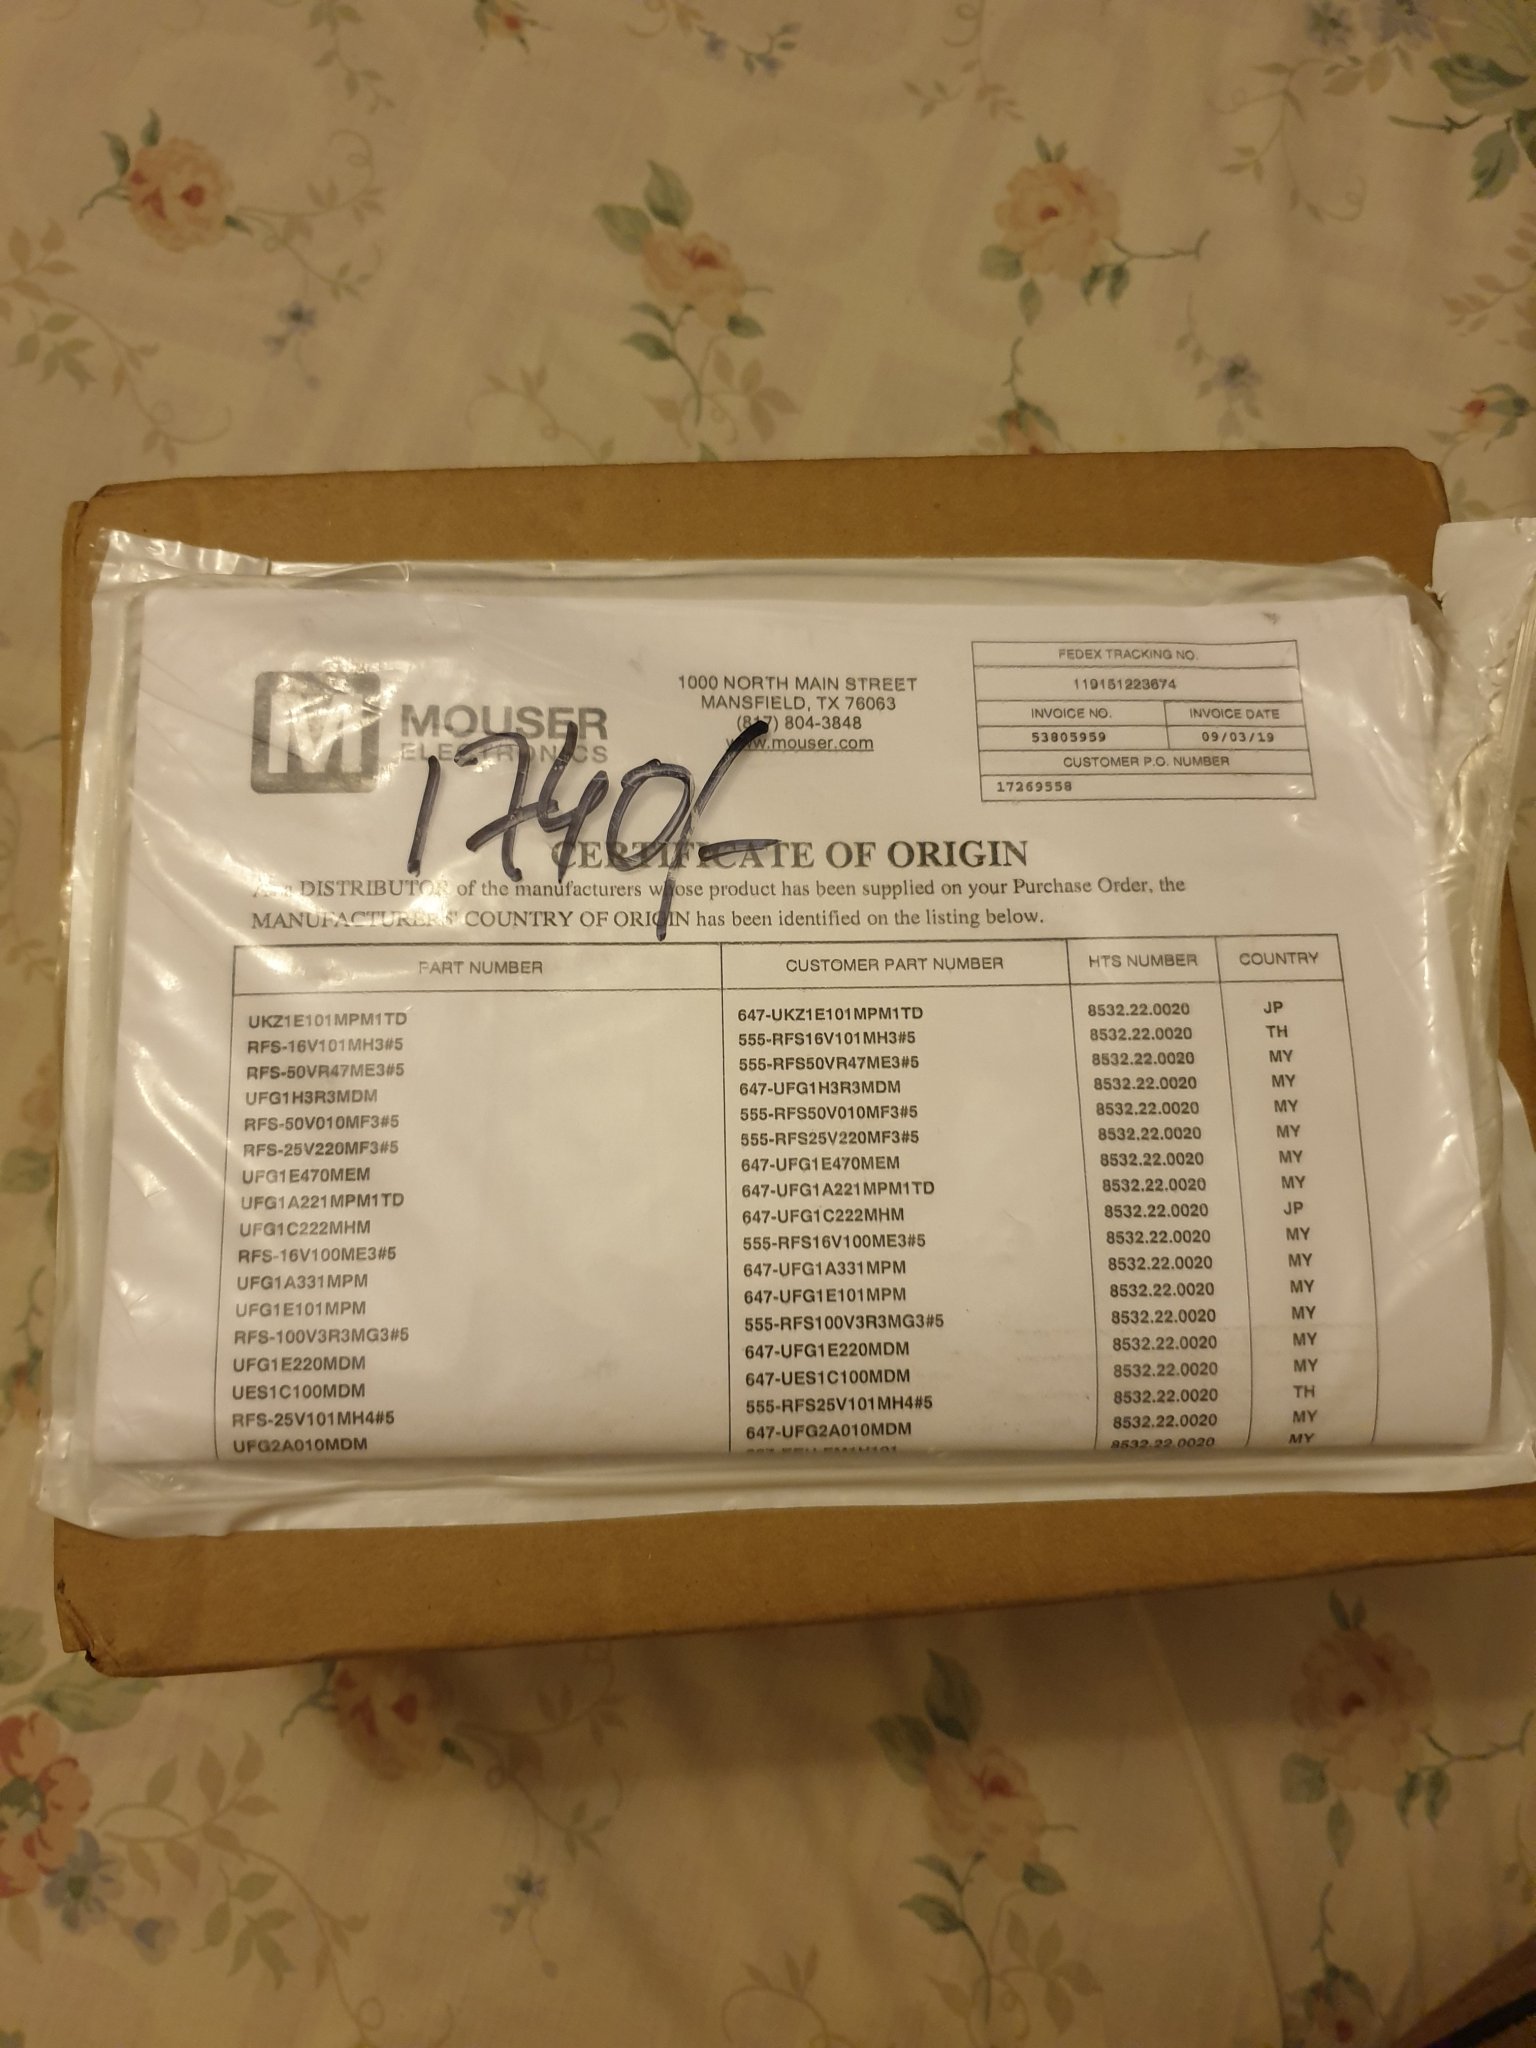 MOUSER
ELECTRONICS
1000 NORTH MAIN STREET
MANSFIELD, TX 76063
(817) 804-3848
www.mouser.com
FEDEX TRACKING NO.
119151223674
INVOICE NO. INVOICE DATE
53805959 09/03/19
CUSTOMER P.O. NUMBER
17269558
1740/-
CERTIFICATE OF ORIGIN
As a DISTRIBUTOR of the manufacturers whose product has been supplied on your Purchase Order, the
MANUFACTURERS' COUNTRY OF ORIGIN has been identified on the listing below.
PART NUMBER CUSTOMER PART NUMBER HTS NUMBER COUNTRY
UKZ1E101MPM1TD 647-UKZ1E101MPM1TD 8532.22.0020 JP
RFS-16V101MH3#5 555-RFS16V101MH3#5 8532.22.0020 TH
RFS-50VR47ME3#5 555-RFS50VR47ME3#5 8532.22.0020 MY
UFG1H3R3MDM 647-UFG1H3R3MDM 8532.22.0020 MY
RFS-50V010MF3#5 555-RFS50V010MF3#5 8532.22.0020 MY
RFS-25V220MF3#5 555-RFS25V220MF3#5 8532.22.0020 MY
UFG1E470MEM 647-UFG1E470MEM 8532.22.0020 MY
UFG1A221MPM1TD 647-UFG1A221MPM1TD 8532.22.0020 MY
UFG1C222MHM 647-UFG1C222MHM 8532.22.0020 JP
RFS-16V100ME3#5 555-RFS16V100ME3#5 8532.22.0020 MY
UFG1A331MPM 647-UFG1A331MPM 8532.22.0020 MY
UFG1E101MPM 647-UFG1E101MPM 8532.22.0020 MY
RFS-100V3R3MG3#5 555-RFS100V3R3MG3#5 8532.22.0020 MY
UFG1E220MDM 647-UFG1E220MDM 8532.22.0020 MY
UES1C100MDM 647-UES1C100MDM 8532.22.0020 MY
RFS-25V101MH4#5 555-RFS25V101MH4#5 8532.22.0020 TH
UFG2A010MDM 647-UFG2A010MDM 8532.22.0020 MY
8532.22.0020 MY